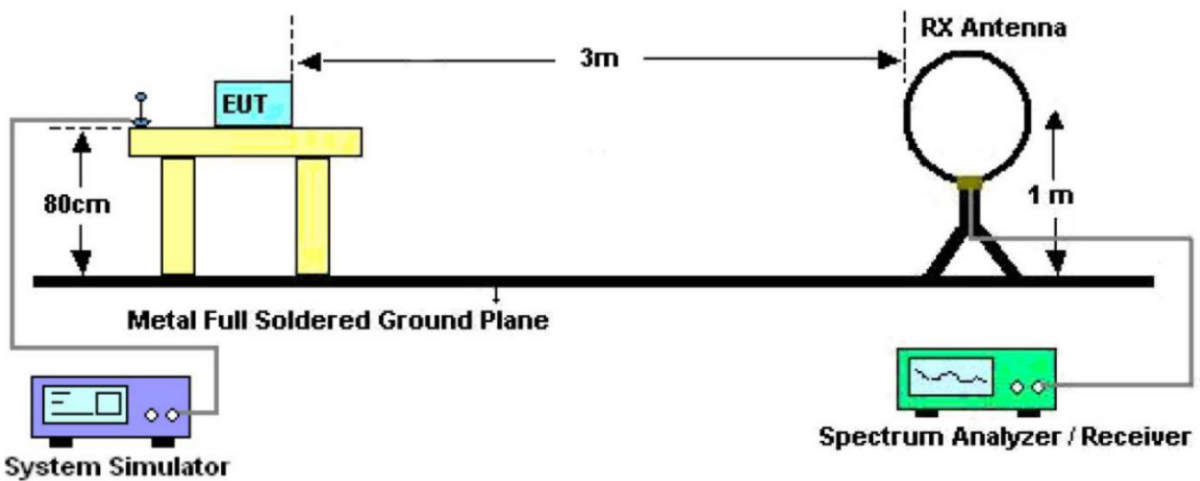 RX Antenna
3m
EUT
80cm
1 m
Metal Full Soldered Ground Plane
Spectrum Analyzer / Receiver
System Simulator